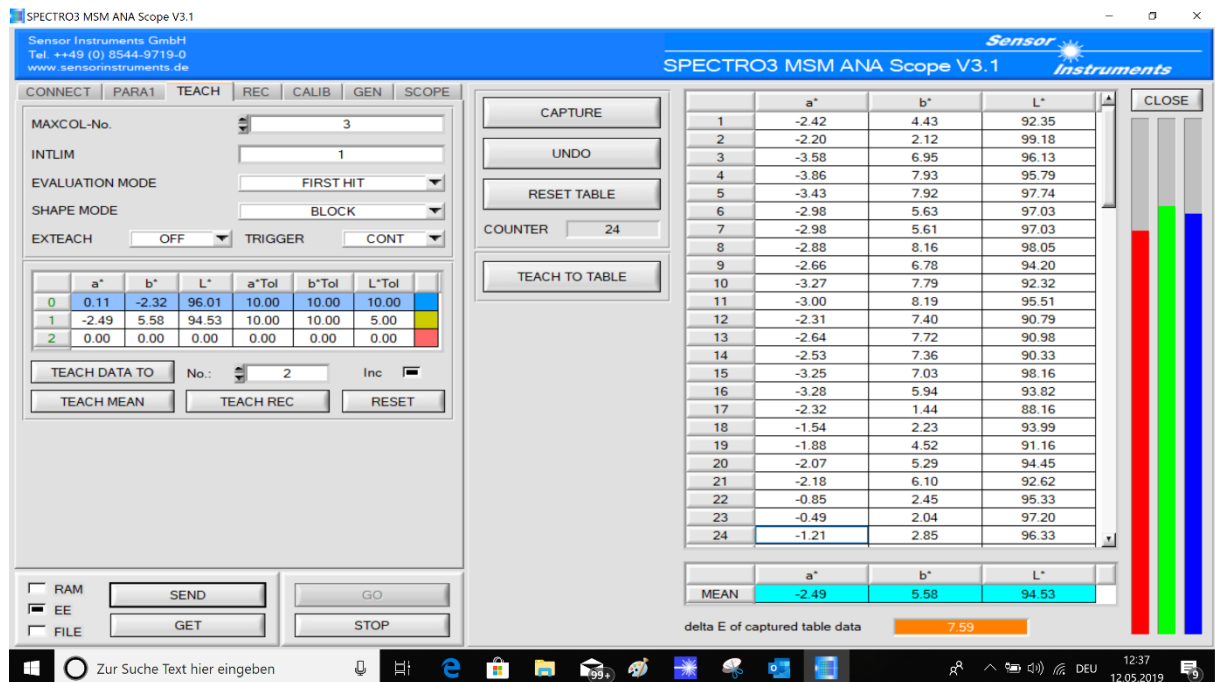 SPECTRO3 MSM ANA Scope V3.1
Sensor Instruments GmbH
Tel. ++49 (0) 8544-9719-0
www.sensorinstruments.de
SPECTRO3 MSM ANA Scope V3.1
Sensor
Instruments
CONNECT PARA1 TEACH REC CALIB GEN SCOPE
MAXCOL-No. 3
INTLIM 1
EVALUATION MODE FIRST HIT
SHAPE MODE BLOCK
EXTEACH OFF TRIGGER CONT
a* b* L* a*Tol b*Tol L*Tol
0 0.11 -2.32 96.01 10.00 10.00 10.00
1 -2.49 5.58 94.53 10.00 10.00 5.00
2 0.00 0.00 0.00 0.00 0.00 0.00
TEACH DATA TO No.: 2 Inc
TEACH MEAN TEACH REC RESET
RAM
EE
FILE
SEND GO
GET STOP
CAPTURE
UNDO
RESET TABLE
COUNTER 24
TEACH TO TABLE
a* b* L*
1 -2.42 4.43 92.35
2 -2.20 2.12 99.18
3 -3.58 6.95 96.13
4 -3.86 7.93 95.79
5 -3.43 7.92 97.74
6 -2.98 5.63 97.03
7 -2.98 5.61 97.03
8 -2.88 8.16 98.05
9 -2.66 6.78 94.20
10 -3.27 7.79 92.32
11 -3.00 8.19 95.51
12 -2.31 7.40 90.79
13 -2.64 7.72 90.98
14 -2.53 7.36 90.33
15 -3.25 7.03 98.16
16 -3.28 5.94 93.82
17 -2.32 1.44 88.16
18 -1.54 2.23 93.99
19 -1.88 4.52 91.16
20 -2.07 5.29 94.45
21 -2.18 6.10 92.62
22 -0.85 2.45 95.33
23 -0.49 2.04 97.20
24 -1.21 2.85 96.33
a* b* L*
MEAN -2.49 5.58 94.53
delta E of captured table data 7.59
CLOSE
Zur Suche Text hier eingeben
99+
DEU
12:37
12.05.2019
9